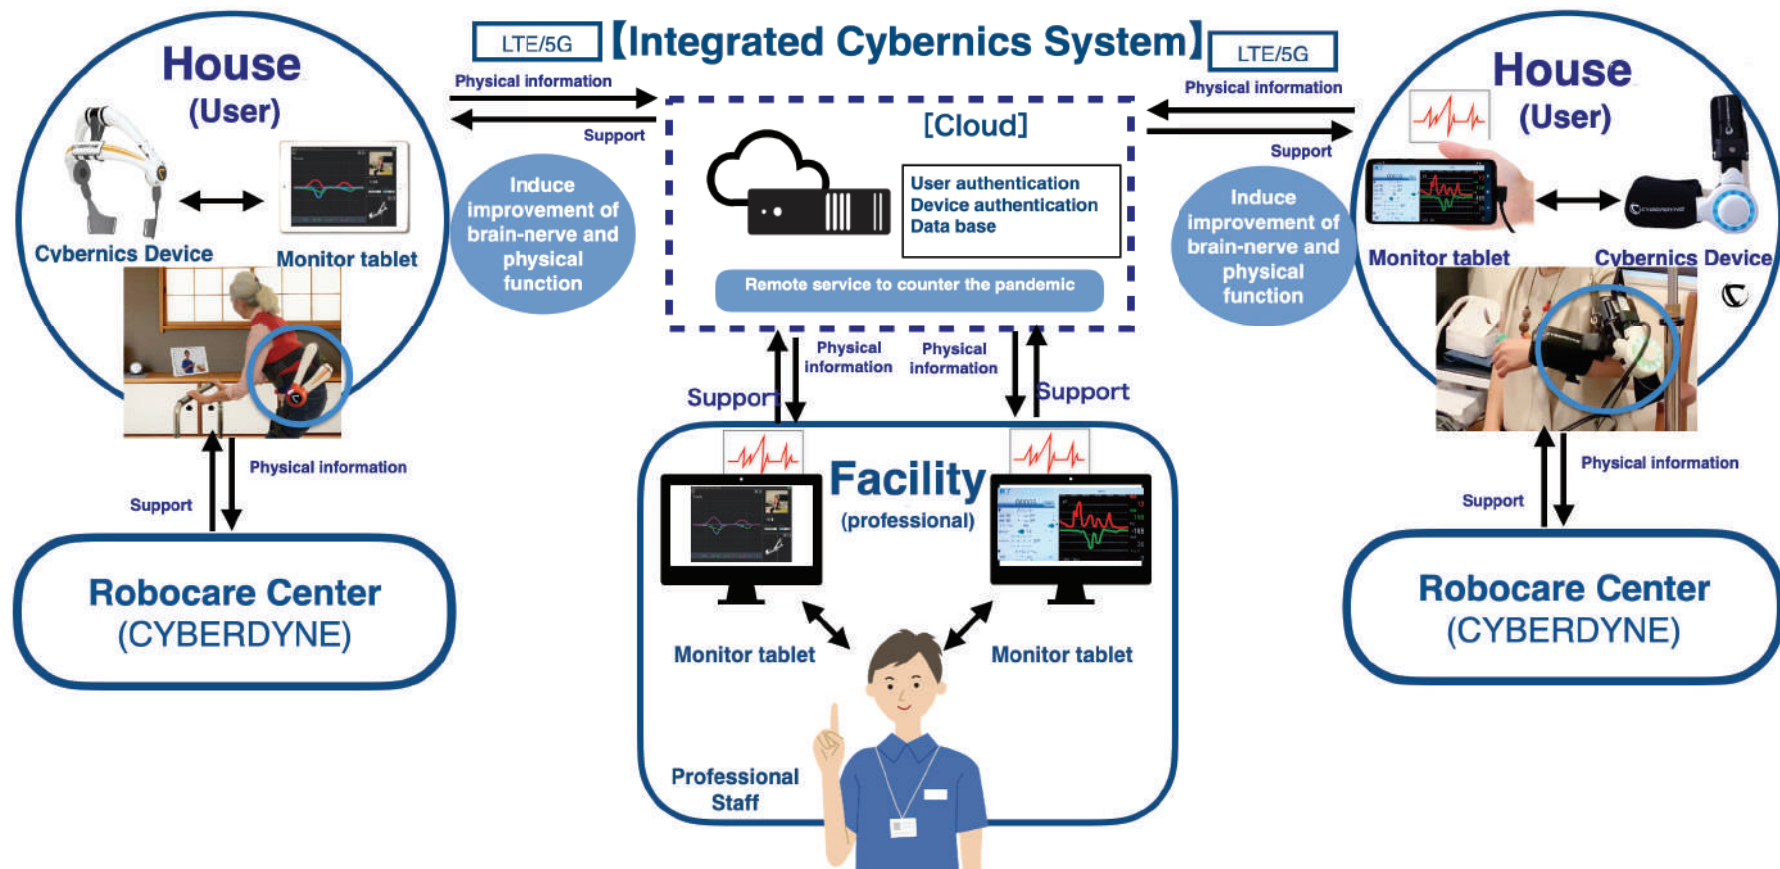 LTE/5G
【Integrated Cybernics System】
LTE/5G
House
(User)
Cybernics Device
Monitor tablet
Physical information
Support
Induce
improvement of
brain-nerve and
physical
function
[Cloud]
User authentication
Device authentication
Data base
Remote service to counter the pandemic
Physical information
Support
Induce
improvement of
brain-nerve and
physical
function
House
(User)
Monitor tablet
Cybernics Device
Support
Physical
information
Physical
information
Support
Physical information
Support
Robocare Center
(CYBERDYNE)
Facility
(professional)
Monitor tablet
Monitor tablet
Professional
Staff
Physical information
Support
Robocare Center
(CYBERDYNE)